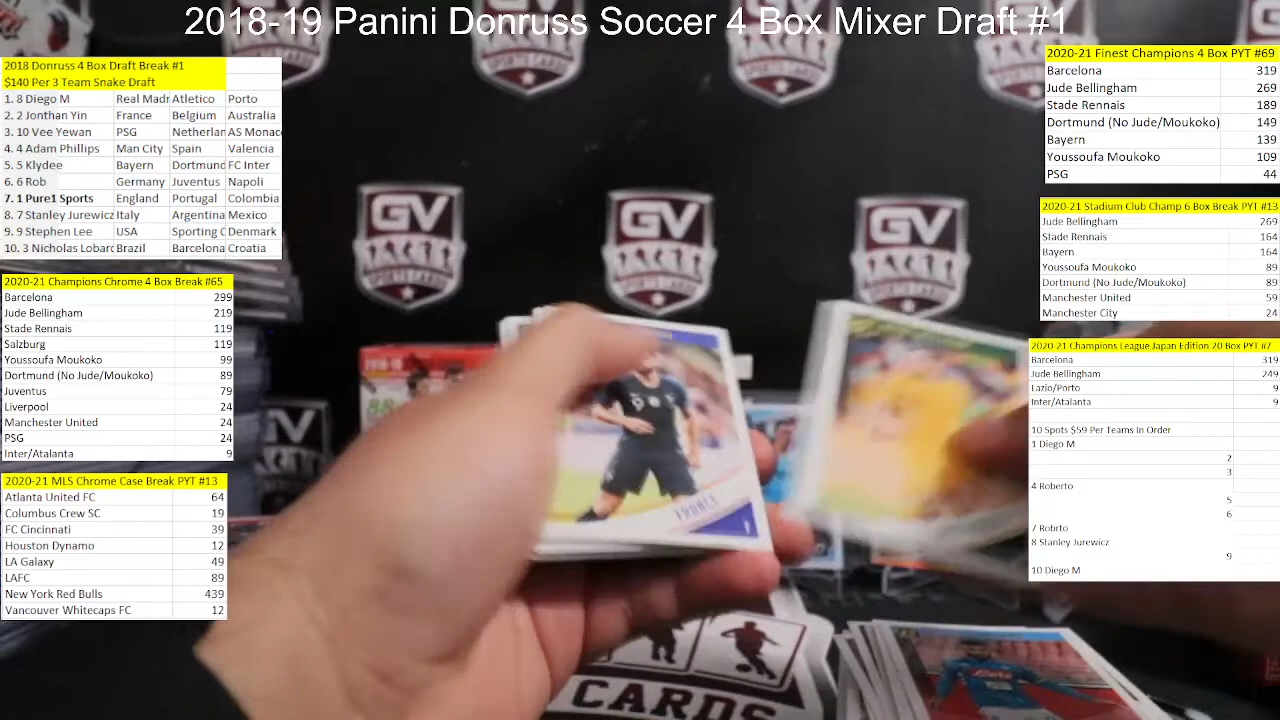 2018-19 Panini Donruss Soccer 4 Box Mixer Draft #1
2018 Donruss 4 Box Draft Break #1
$140 Per 3 Team Snake Draft
1. 8 Diego M Real Madr Atletico Porto
2. 2 Jonthan Yin France Belgium Australia
3. 10 Vee Yewan PSG Netherlan AS Monac
4. 4 Adam Phillips Man City Spain Valencia
5. 5 Klydee Bayern Dortmund FC Inter
6. 6 Rob Germany Juventus Napoli
7. 1 Pure1 Sports England Portugal Colombia
8. 7 Stanley Jurewicz Italy Argentina Mexico
9. 9 Stephen Lee USA Sporting C Denmark
10. 3 Nicholas Lobard Brazil Barcelona Croatia
2020-21 Champions Chrome 4 Box Break #65
Barcelona 299
Jude Bellingham 219
Stade Rennais 119
Salzburg 119
Youssoufa Moukoko 99
Dortmund (No Jude/Moukoko) 89
Juventus 79
Liverpool 24
Manchester United 24
PSG 24
Inter/Atalanta 9
2020-21 MLS Chrome Case Break PYT #13
Atlanta United FC 64
Columbus Crew SC 19
FC Cincinnati 39
Houston Dynamo 12
LA Galaxy 49
LAFC 89
New York Red Bulls 439
Vancouver Whitecaps FC 12
2020-21 Finest Champions 4 Box PYT #69
Barcelona 319
Jude Bellingham 269
Stade Rennais 189
Dortmund (No Jude/Moukoko) 149
Bayern 139
Youssoufa Moukoko 109
PSG 44
2020-21 Stadium Club Champ 6 Box Break PYT #13
Jude Bellingham 269
Stade Rennais 164
Bayern 164
Youssoufa Moukoko 89
Dortmund (No Jude/Moukoko) 89
Manchester United 59
Manchester City 24
2020-21 Champions League Japan Edition 20 Box PYT #7
Barcelona 319
Jude Bellingham 249
Lazio/Porto 9
Inter/Atalanta 9
10 Spots $59 Per Teams In Order
1 Diego M
2
3
4 Roberto
5
6
7 Robrto
8 Stanley Jurewicz
9
10 Diego M
GV
SPORTS CARDS
GV
SPORTS CARDS
GV
SPORTS CARDS
GV
FRANCE
CARDS